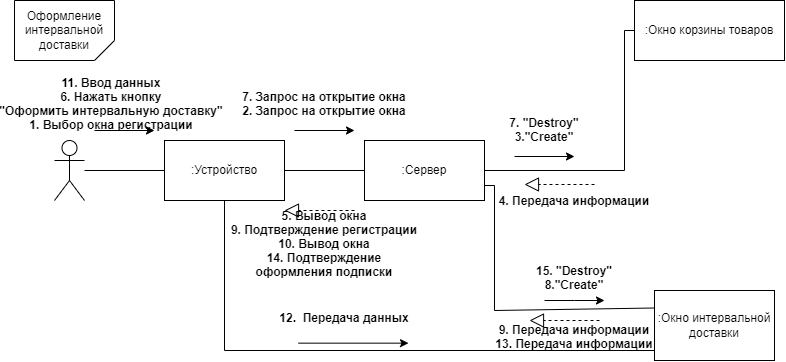 Оформление
интервальной
доставки
:Окно корзины товаров
11. Ввод данных
6. Нажать кнопку
"Оформить интервальную доставку"
1. Выбор окна регистрации
7. Запрос на открытие окна
2. Запрос на открытие окна
7. "Destroy"
3."Create"
:Устройство
:Сервер
4. Передача информации
5. Вывод окна
9. Подтверждение регистрации
10. Вывод окна
14. Подтверждение
оформления подписки
15. "Destroy"
8."Create"
12. Передача данных
:Окно интервальной
доставки
9. Передача информации
13. Передача информации